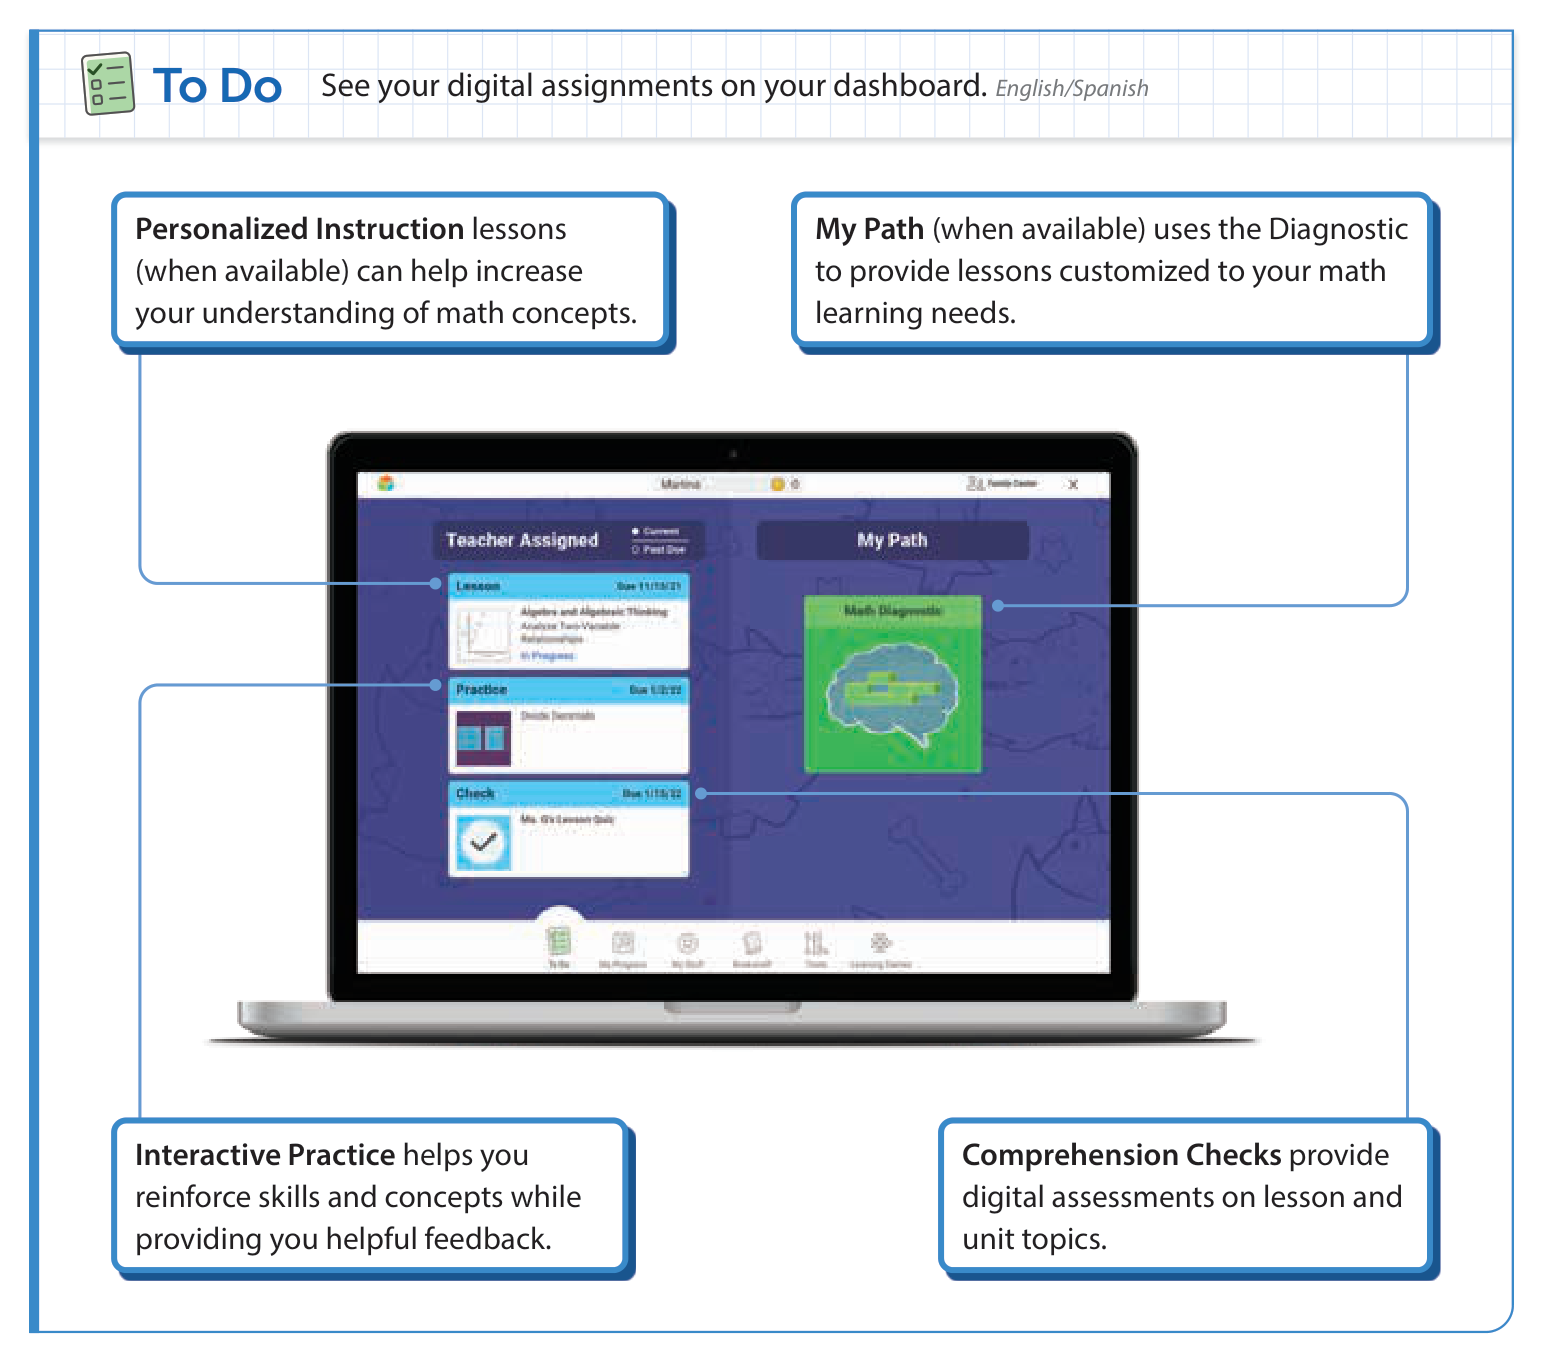 To Do See your digital assignments on your dashboard. English/Spanish
Personalized Instruction lessons
(when available) can help increase
your understanding of math concepts.
My Path (when available) uses the Diagnostic
to provide lessons customized to your math
learning needs.
Martina 0 Family Center
Teacher Assigned
Current
Past Due
My Path
Lesson Due 11/15/21
Algebra and Algebraic Thinking
Analyze Two-Variable
Relationships
In Progress
Math Diagnostic
Practice Due 1/2/22
Divide Decimals
Check Due 1/15/22
Ms. G's Lesson Quiz
To Do My Progress My Stuff Bookshelf Tools Learning Games
Interactive Practice helps you
reinforce skills and concepts while
providing you helpful feedback.
Comprehension Checks provide
digital assessments on lesson and
unit topics.